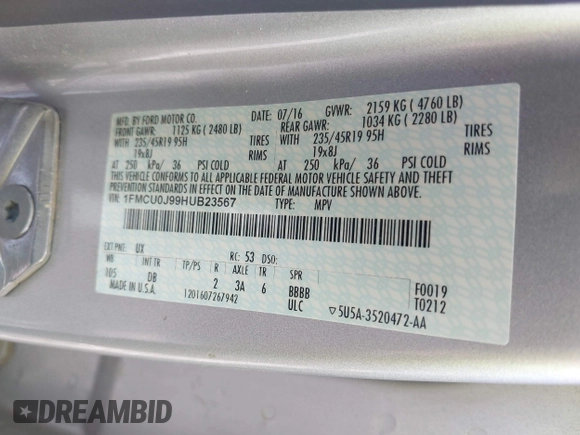 MFD. BY FORD MOTOR CO.
DATE: 07/16 GVWR: 2159 KG ( 4760 LB)
FRONT GAWR: 1125 KG ( 2480 LB) REAR GAWR: 1034 KG ( 2280 LB)
WITH 235/45R19 95H TIRES WITH 235/45R19 95H TIRES
19x8J RIMS 19x8J RIMS
AT 250 kPa/ 36 PSI COLD AT 250 kPa/ 36 PSI COLD
THIS VEHICLE CONFORMS TO ALL APPLICABLE FEDERAL MOTOR VEHICLE SAFETY AND THEFT
PREVENTION STANDARDS IN EFFECT ON THE DATE OF MANUFACTURE SHOWN ABOVE.
VIN: 1FMCU0J99HUB23567 TYPE: MPV
EXT PNT: UX RC: 53 DSO:
WB TP/PS R AXLE TR SPR
105 DB 2 3A 6 BBBB
MADE IN U.S.A. 1201607267942 ULC
F0019
T0212
▽5U5A-3520472-AA
DREAMBID